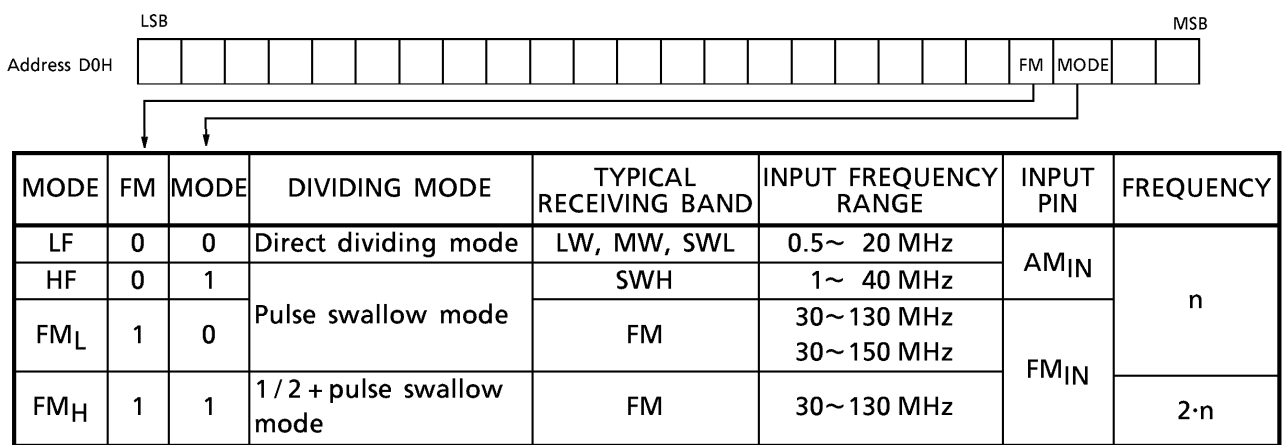 LSB MSB
Address D0H FM MODE
MODE FM MODE DIVIDING MODE TYPICAL RECEIVING BAND INPUT FREQUENCY RANGE INPUT PIN FREQUENCY
LF 0 0 Direct dividing mode LW, MW, SWL 0.5~ 20 MHz AMIN n
HF 0 1 Pulse swallow mode SWH 1~ 40 MHz
FML 1 0 FM 30~130 MHz
30~150 MHz FMIN
FMH 1 1 1/2+pulse swallow mode FM 30~130 MHz 2·n